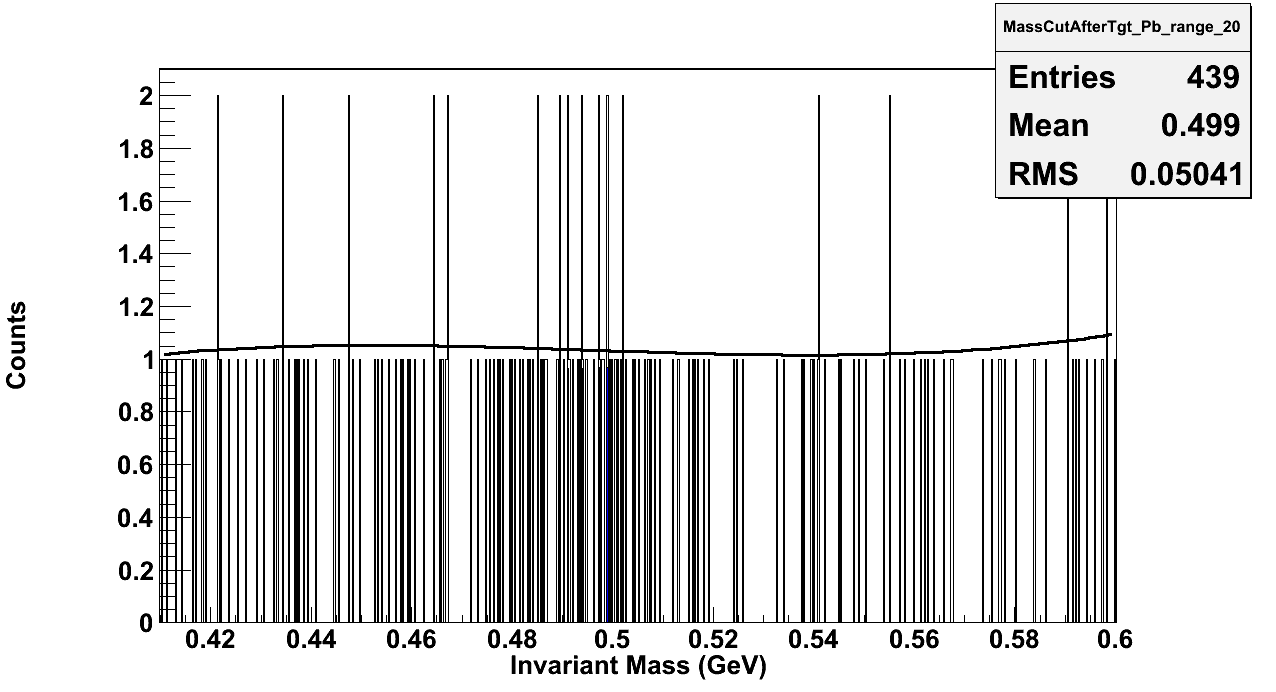 MassCutAfterTgt_Pb_range_20
Entries 439
Mean 0.499
RMS 0.05041
Counts
2
1.8
1.6
1.4
1.2
1
0.8
0.6
0.4
0.2
0
0.42 0.44 0.46 0.48 0.5 0.52 0.54 0.56 0.58 0.6
Invariant Mass (GeV)